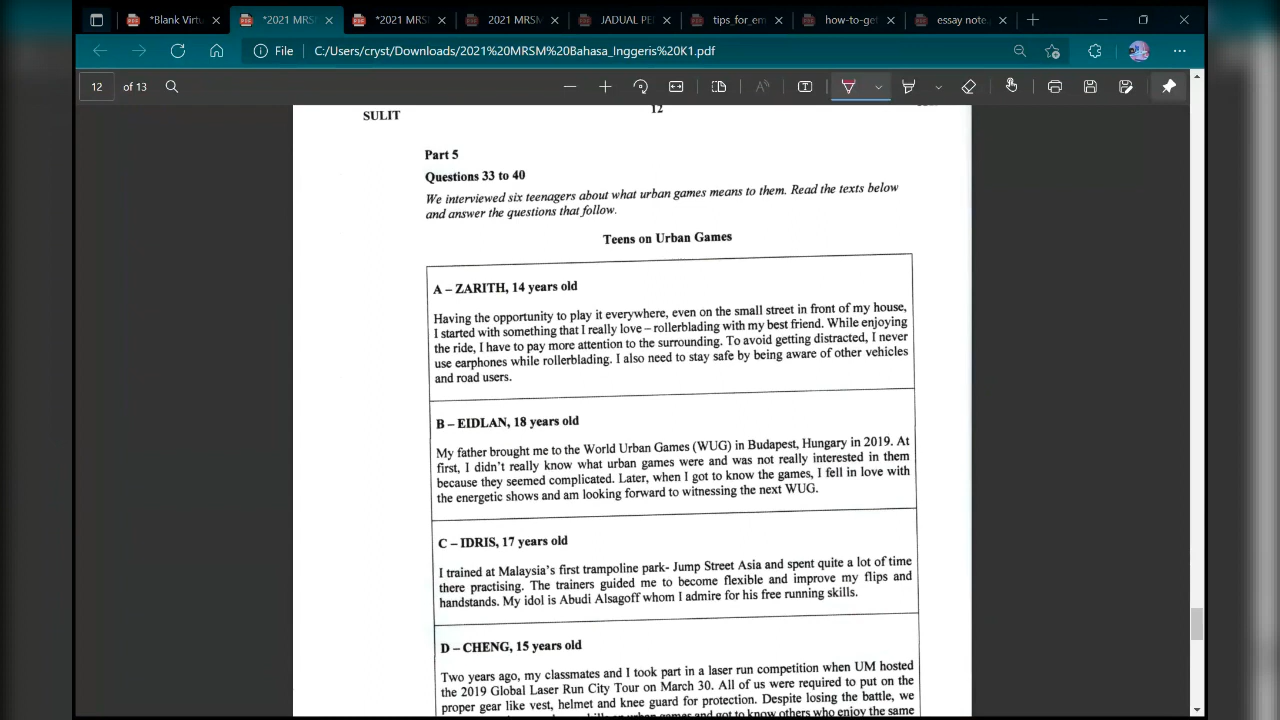 *Blank Virtu
*2021 MRSM
*2021 MRSM
2021 MRSM
JADUAL PE
tips_for_em
how-to-get
essay note.
File
C:/Users/cryst/Downloads/2021%20MRSM%20Bahasa_Inggeris%20K1.pdf
12 of 13
SULIT
12
Part 5
Questions 33 to 40
We interviewed six teenagers about what urban games means to them. Read the texts below
and answer the questions that follow.
Teens on Urban Games
A – ZARITH, 14 years old
Having the opportunity to play it everywhere, even on the small street in front of my house,
I started with something that I really love – rollerblading with my best friend. While enjoying
the ride, I have to pay more attention to the surrounding. To avoid getting distracted, I never
use earphones while rollerblading. I also need to stay safe by being aware of other vehicles
and road users.
B – EIDLAN, 18 years old
My father brought me to the World Urban Games (WUG) in Budapest, Hungary in 2019. At
first, I didn't really know what urban games were and was not really interested in them
because they seemed complicated. Later, when I got to know the games, I fell in love with
the energetic shows and am looking forward to witnessing the next WUG.
C – IDRIS, 17 years old
I trained at Malaysia's first trampoline park- Jump Street Asia and spent quite a lot of time
there practising. The trainers guided me to become flexible and improve my flips and
handstands. My idol is Abudi Alsagoff whom I admire for his free running skills.
D – CHENG, 15 years old
Two years ago, my classmates and I took part in a laser run competition when UM hosted
the 2019 Global Laser Run City Tour on March 30. All of us were required to put on the
proper gear like vest, helmet and knee guard for protection. Despite losing the battle, we
urban games and got to know others who enjoy the same